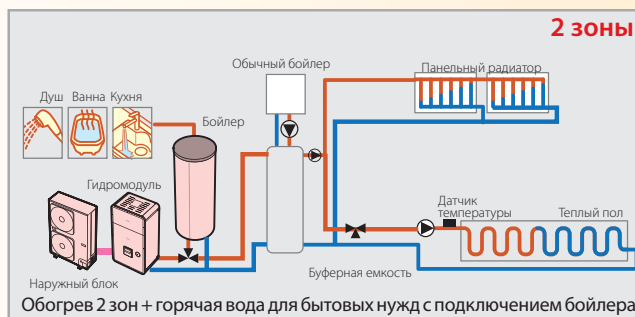 2 зоны
Обычный бойлер
Панельный радиатор
Душ
Ванна
Кухня
Бойлер
Гидромодуль
Датчик
температуры
Теплый пол
Буферная емкость
Наружный блок
Обогрев 2 зон + горячая вода для бытовых нужд с подключением бойлера